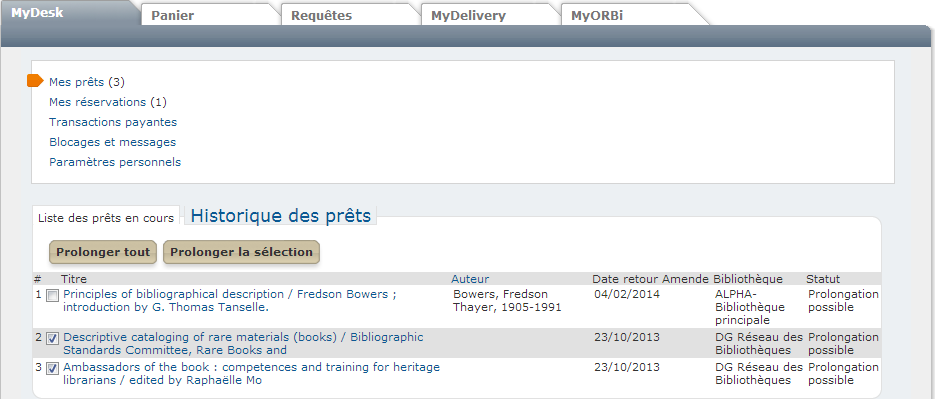 MyDesk Panier Requêtes MyDelivery MyORBi
Mes prêts (3)
Mes réservations (1)
Transactions payantes
Blocages et messages
Paramètres personnels
Liste des prêts en cours Historique des prêts
Prolonger tout Prolonger la sélection
# Titre Auteur Date retour Amende Bibliothèque Statut
1 Principles of bibliographical description / Fredson Bowers ; Bowers, Fredson 04/02/2014 ALPHA- Prolongation
introduction by G. Thomas Tanselle. Thayer, 1905-1991 Bibliothèque possible
principale
2 Descriptive cataloging of rare materials (books) / Bibliographic 23/10/2013 DG Réseau des Prolongation
Standards Committee, Rare Books and Bibliothèques possible
3 Ambassadors of the book : competences and training for heritage 23/10/2013 DG Réseau des Prolongation
librarians / edited by Raphaëlle Mo Bibliothèques possible